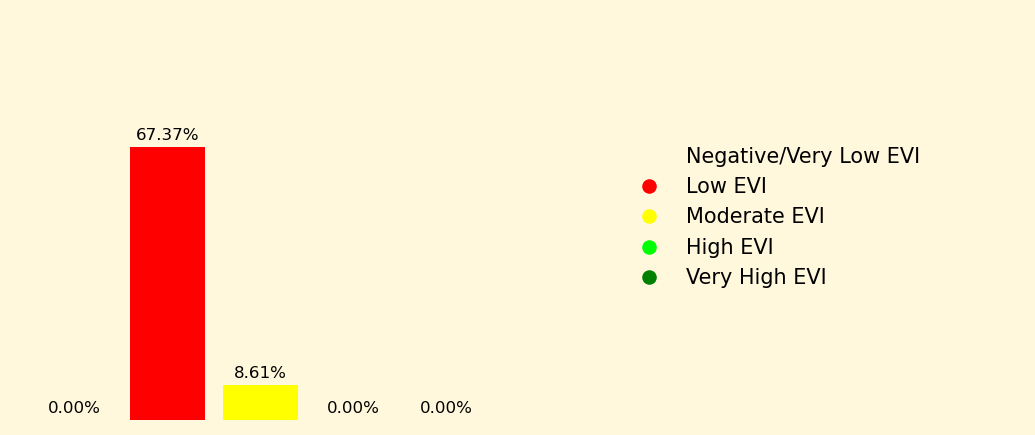 67.37%
8.61%
0.00%
0.00%
0.00%
Negative/Very Low EVI
Low EVI
Moderate EVI
High EVI
Very High EVI